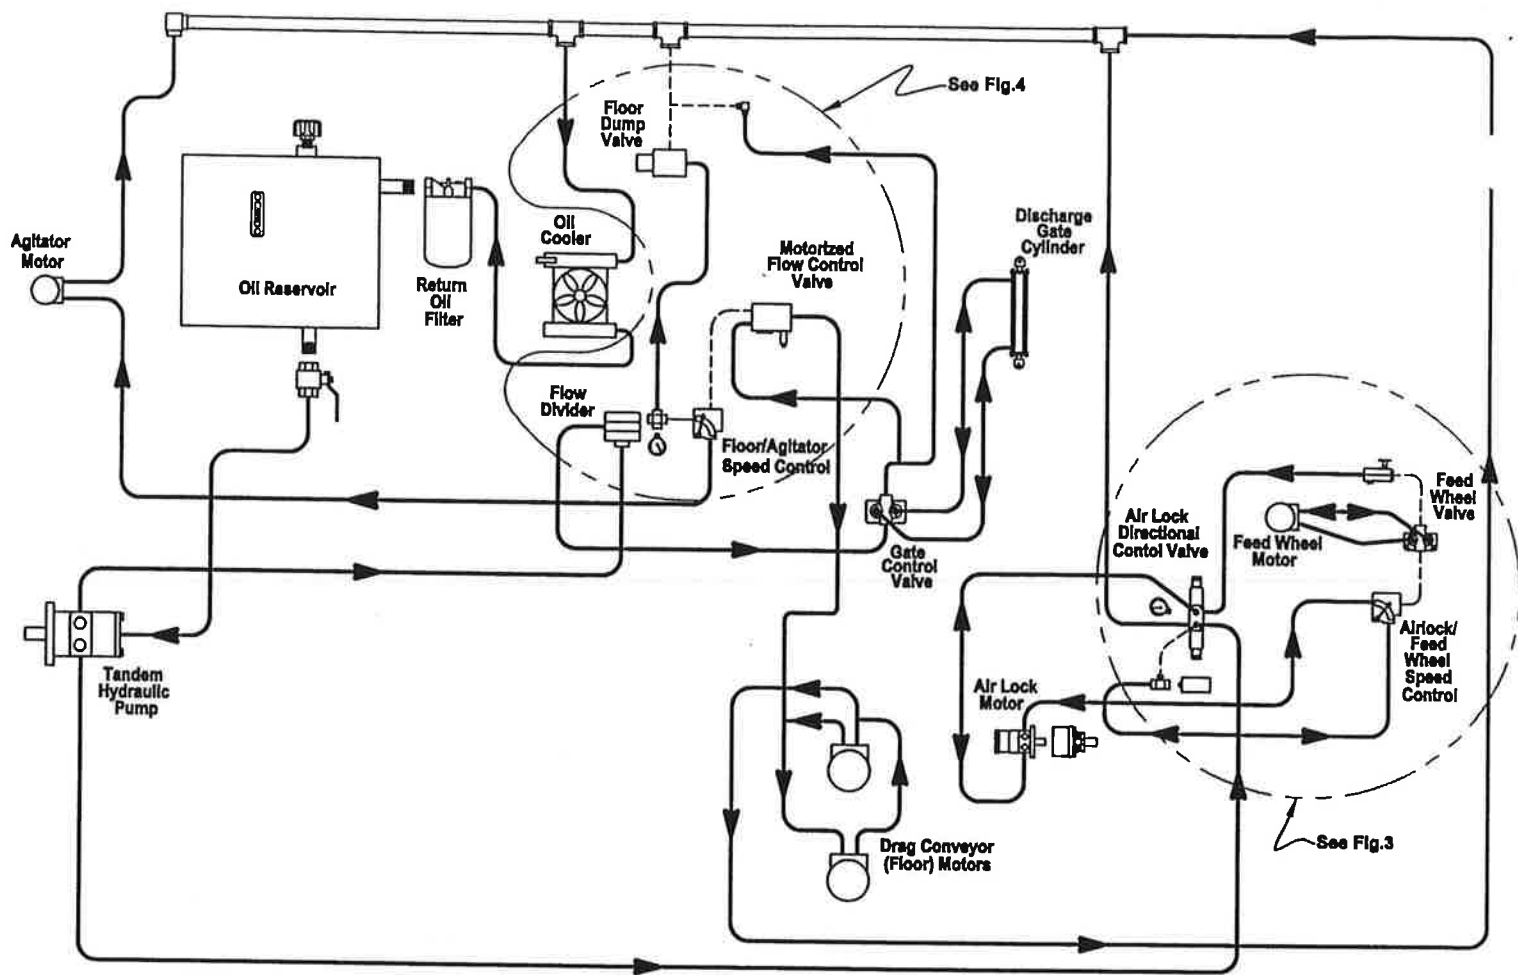 See Fig.4
Floor
Dump
Valve
Oil
Cooler
Discharge
Gate
Cylinder
Agitator
Motor
Motorized
Flow Control
Valve
Oil Reservoir
Return
Oil
Filter
Flow
Divider
Floor/Agitator
Speed Control
Feed
Wheel
Valve
Air Lock
Directional
Contol Valve
Feed Wheel
Motor
Gate
Control
Valve
Airlock/
Feed
Wheel
Speed
Control
Tandem
Hydraulic
Pump
Air Lock
Motor
Drag Conveyor
(Floor) Motors
See Fig.3